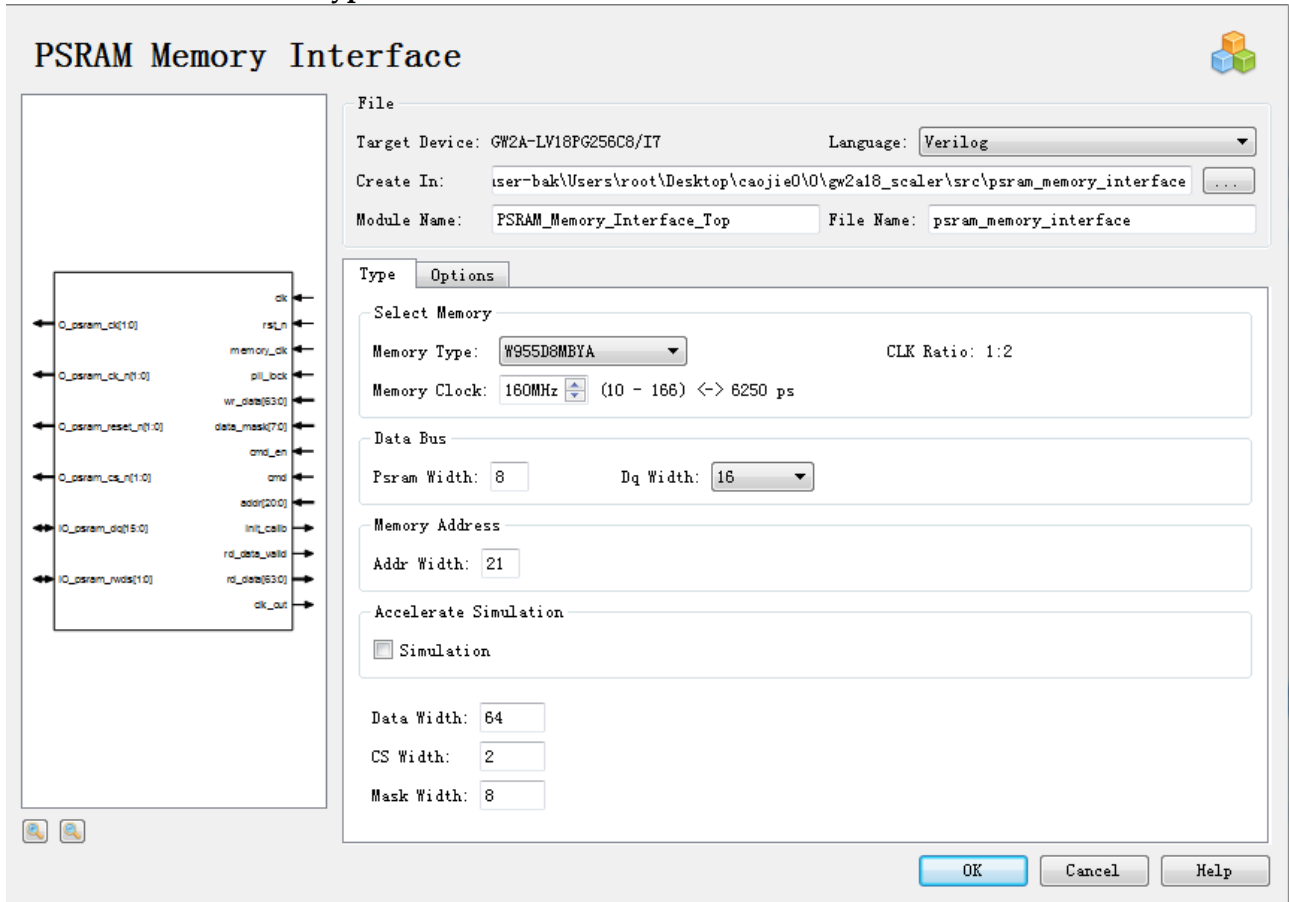 PSRAM Memory Interface
File
Target Device: GW2A-LV18PG256C8/I7 Language: Verilog
Create In: ser-bak\Users\root\Desktop\caojie0\0\gw2a18_scaler\src\psram_memory_interface ...
Module Name: PSRAM_Memory_Interface_Top File Name: psram_memory_interface
Type Options
Select Memory
Memory Type: W955D8MBYA CLK Ratio: 1:2
Memory Clock: 160MHz (10 - 166) <-> 6250 ps
Data Bus
Psram Width: 8 Dq Width: 16
Memory Address
Addr Width: 21
Accelerate Simulation
Simulation
Data Width: 64
CS Width: 2
Mask Width: 8
clk
O_psram_ck[1:0] rst_n
memory_clk
O_psram_ck_n[1:0] pll_lock
wr_data[63:0]
O_psram_reset_n[1:0] data_mask[7:0]
cmd_en
O_psram_cs_n[1:0] cmd
addr[20:0]
IO_psram_dq[15:0] init_calib
rd_data_valid
IO_psram_rwds[1:0] rd_data[63:0]
clk_out
OK Cancel Help